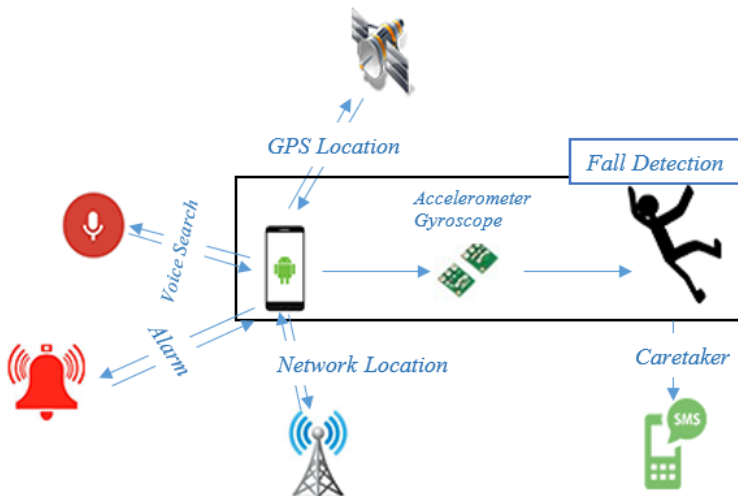 GPS Location
Fall Detection
Accelerometer
Gyroscope
Voice Search
Alarm
Network Location
Caretaker
SMS